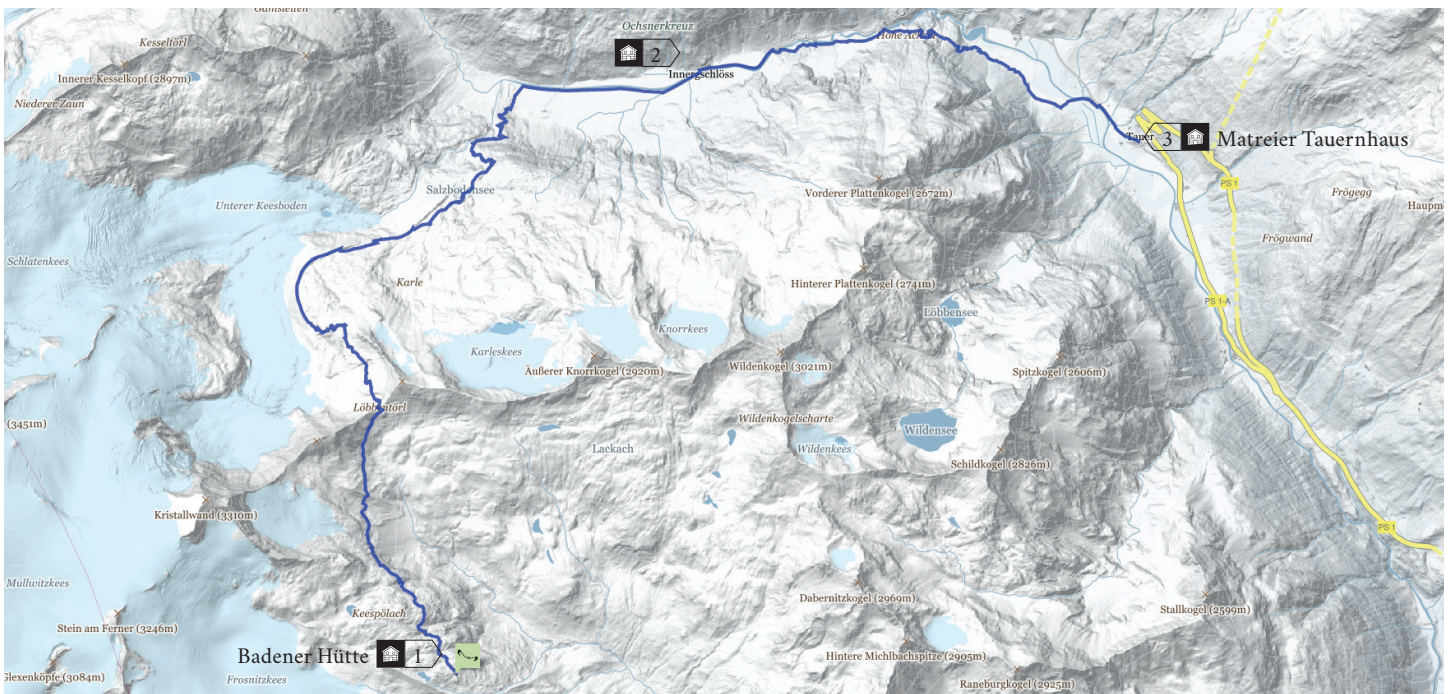 Gamstetten
Ochsnerkreuz
Kesseltörl
Hohe Achsel
2
Innergschlöss
Innerer Kesselkopf (2897m)
Niederer Zaun
Tauer
3
Matreier Tauernhaus
PS 1
Salzbodensee
Vorderer Plattenkogel (2672m)
Frögegg
Unterer Keesboden
Haupm
Frögwand
Schlatenkees
Karle
Hinterer Plattenkogel (2741m)
PS 1-A
Löbbensee
Knorrkees
Karleskees
Äußerer Knorrkogel (2920m)
Wildenkogel (3021m)
Spitzkogel (2606m)
Löbbentörl
(3451m)
Wildenkogelscharte
Wildensee
Lackach
Wildenkees
Schildkogel (2826m)
Kristallwand (3310m)
PS 1
Mullwitzkees
Dabernitzkogel (2969m)
Stallkogel (2599m)
Keespölach
Stein am Ferner (3246m)
Badener Hütte
1
Hintere Michlbachspitze (2905m)
Glexenköpfe (3084m)
Frosnitzkees
Raneburgkogel (2925m)